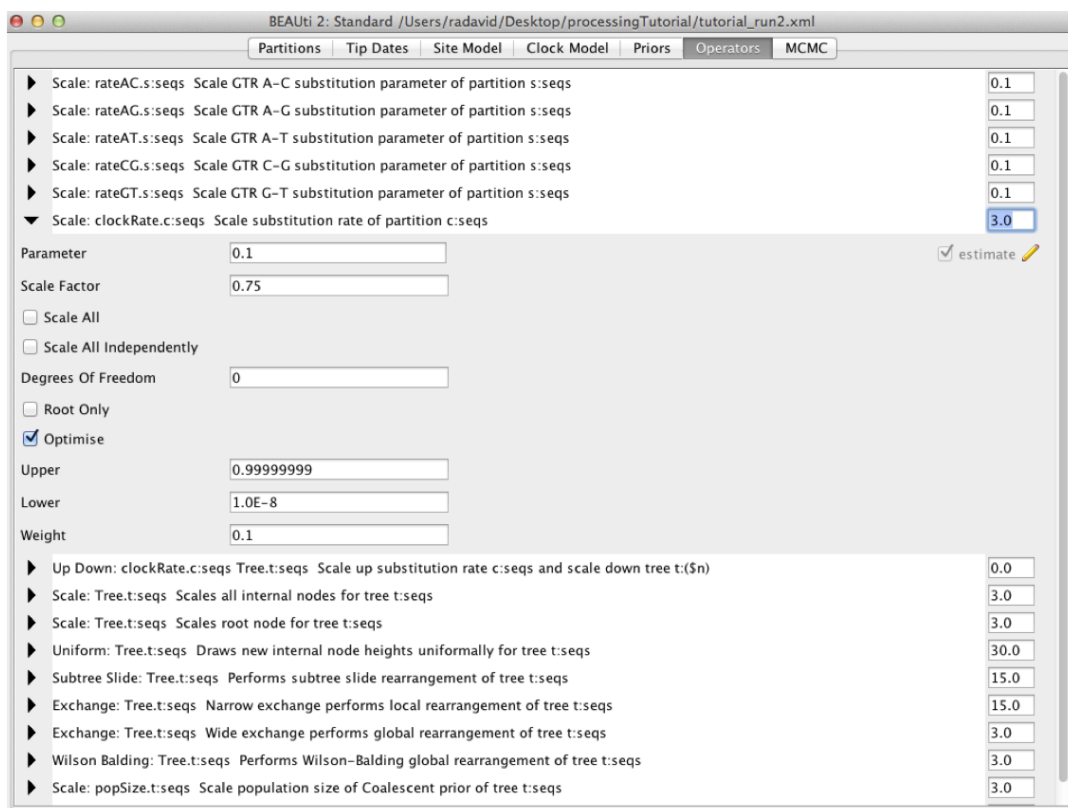 BEAUti 2: Standard /Users/radavid/Desktop/processingTutorial/tutorial_run2.xml
Partitions Tip Dates Site Model Clock Model Priors Operators MCMC
Scale: rateAC.s:seqs Scale GTR A-C substitution parameter of partition s:seqs 0.1
Scale: rateAG.s:seqs Scale GTR A-G substitution parameter of partition s:seqs 0.1
Scale: rateAT.s:seqs Scale GTR A-T substitution parameter of partition s:seqs 0.1
Scale: rateCG.s:seqs Scale GTR C-G substitution parameter of partition s:seqs 0.1
Scale: rateGT.s:seqs Scale GTR G-T substitution parameter of partition s:seqs 0.1
Scale: clockRate.c:seqs Scale substitution rate of partition c:seqs 3.0
Parameter 0.1 estimate
Scale Factor 0.75
Scale All
Scale All Independently
Degrees Of Freedom 0
Root Only
Optimise
Upper 0.99999999
Lower 1.0E-8
Weight 0.1
Up Down: clockRate.c:seqs Tree.t:seqs Scale up substitution rate c:seqs and scale down tree t:($n) 0.0
Scale: Tree.t:seqs Scales all internal nodes for tree t:seqs 3.0
Scale: Tree.t:seqs Scales root node for tree t:seqs 3.0
Uniform: Tree.t:seqs Draws new internal node heights uniformally for tree t:seqs 30.0
Subtree Slide: Tree.t:seqs Performs subtree slide rearrangement of tree t:seqs 15.0
Exchange: Tree.t:seqs Narrow exchange performs local rearrangement of tree t:seqs 15.0
Exchange: Tree.t:seqs Wide exchange performs global rearrangement of tree t:seqs 3.0
Wilson Balding: Tree.t:seqs Performs Wilson-Balding global rearrangement of tree t:seqs 3.0
Scale: popSize.t:seqs Scale population size of Coalescent prior of tree t:seqs 3.0